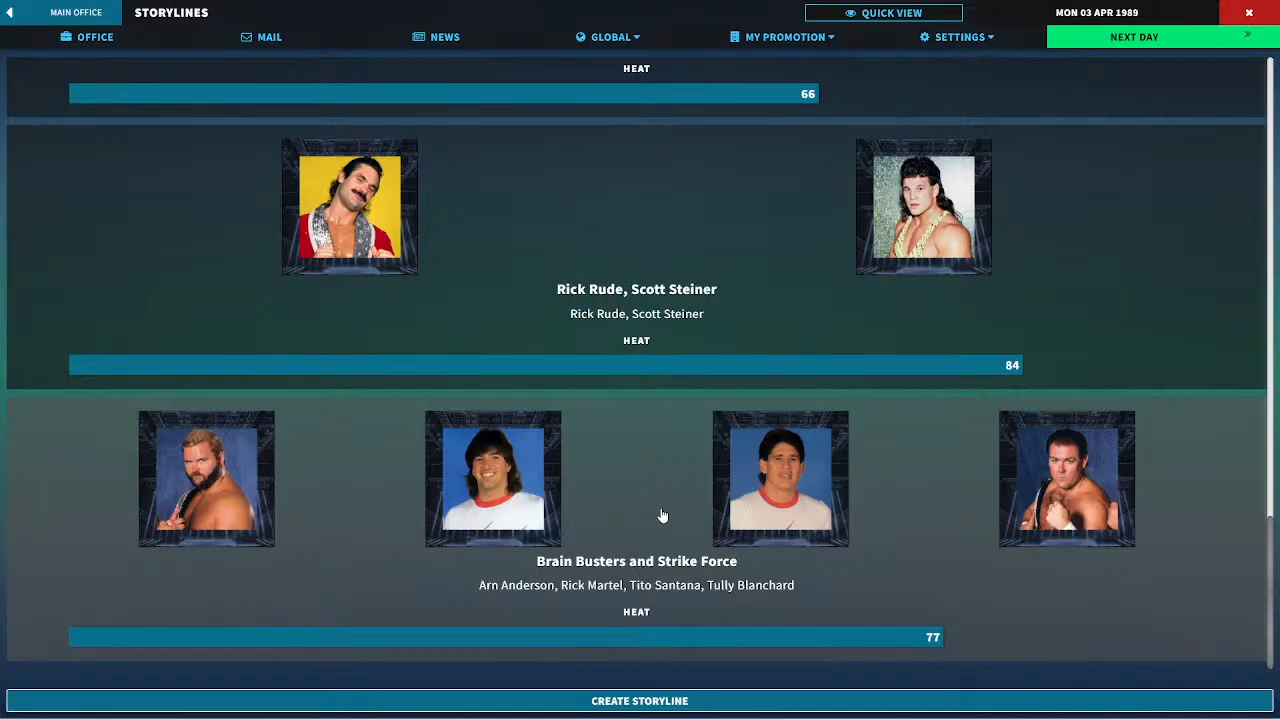 MAIN OFFICE
STORYLINES
QUICK VIEW
MON 03 APR 1989
OFFICE
MAIL
NEWS
GLOBAL
MY PROMOTION
SETTINGS
NEXT DAY
HEAT
66
Rick Rude, Scott Steiner
Rick Rude, Scott Steiner
HEAT
84
Brain Busters and Strike Force
Arn Anderson, Rick Martel, Tito Santana, Tully Blanchard
HEAT
77
CREATE STORYLINE